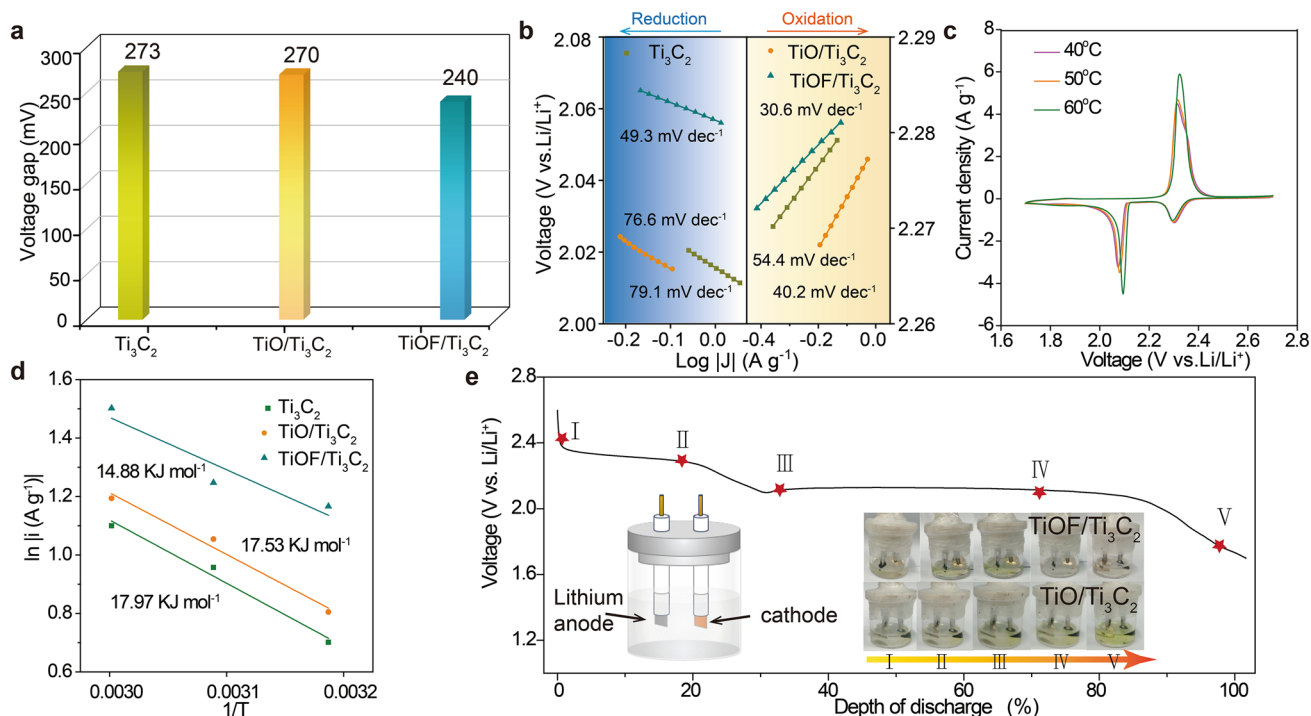 a
300
250
200
150
100
50
0
Voltage gap (mV)
273
270
240
Ti₃C₂
TiO/Ti₃C₂
TiOF/Ti₃C₂
b
Reduction
Oxidation
2.08
2.06
2.04
2.02
2.00
Voltage (V vs.Li/Li⁺)
Ti₃C₂
TiO/Ti₃C₂
TiOF/Ti₃C₂
49.3 mV dec⁻¹
30.6 mV dec⁻¹
76.6 mV dec⁻¹
54.4 mV dec⁻¹
79.1 mV dec⁻¹
40.2 mV dec⁻¹
2.29
2.28
2.27
2.26
-0.2 -0.1 0.0 -0.4 -0.2 0.0
Log |J| (A g⁻¹)
c
8
6
4
2
0
-2
-4
-6
Current density (A g⁻¹)
40°C
50°C
60°C
1.6 1.8 2.0 2.2 2.4 2.6 2.8
Voltage (V vs.Li/Li⁺)
d
1.6
1.4
1.2
1.0
0.8
0.6
ln |i (A g⁻¹)|
Ti₃C₂
TiO/Ti₃C₂
TiOF/Ti₃C₂
14.88 KJ mol⁻¹
17.53 KJ mol⁻¹
17.97 KJ mol⁻¹
0.0030 0.0031 0.0032
1/T
e
2.8
2.4
2.0
1.6
1.2
Voltage (V vs. Li/Li⁺)
I
II
III
IV
V
Lithium
anode
cathode
TiOF/Ti₃C₂
TiO/Ti₃C₂
I II III IV V
0 20 40 60 80 100
Depth of discharge (%)